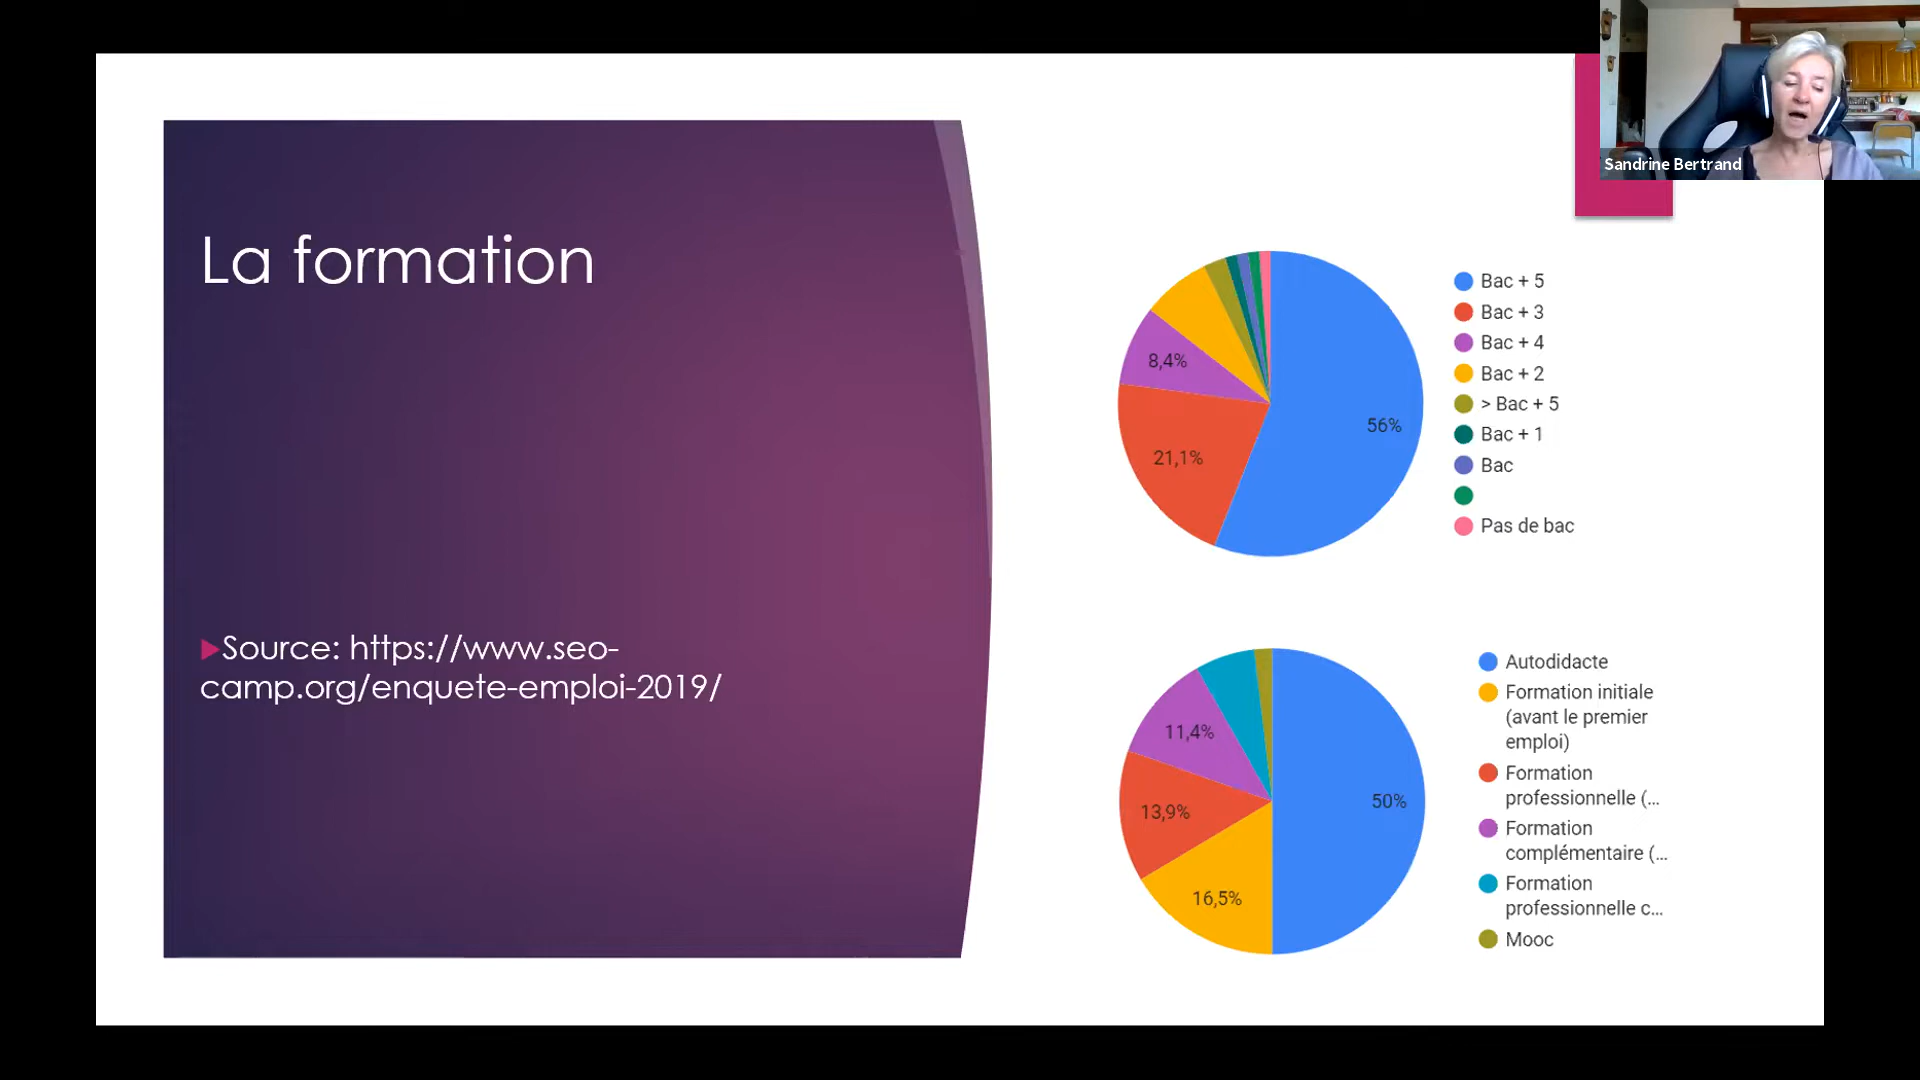 Sandrine Bertrand
La formation
Source: https://www.seo-
camp.org/enquete-emploi-2019/
8,4%
56%
21,1%
Bac + 5
Bac + 3
Bac + 4
Bac + 2
> Bac + 5
Bac + 1
Bac
Pas de bac
11,4%
50%
13,9%
16,5%
Autodidacte
Formation initiale
(avant le premier
emploi)
Formation
professionnelle (...
Formation
complémentaire (...
Formation
professionnelle c...
Mooc